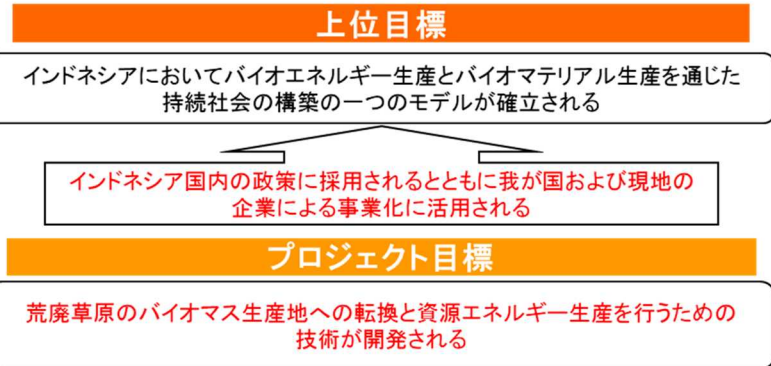 上位目標
インドネシアにおいてバイオエネルギー生産とバイオマテリアル生産を通じた
持続社会の構築の一つのモデルが確立される
インドネシア国内の政策に採用されるとともに我が国および現地の
企業による事業化に活用される
プロジェクト目標
荒廃草原のバイオマス生産地への転換と資源エネルギー生産を行うための
技術が開発される